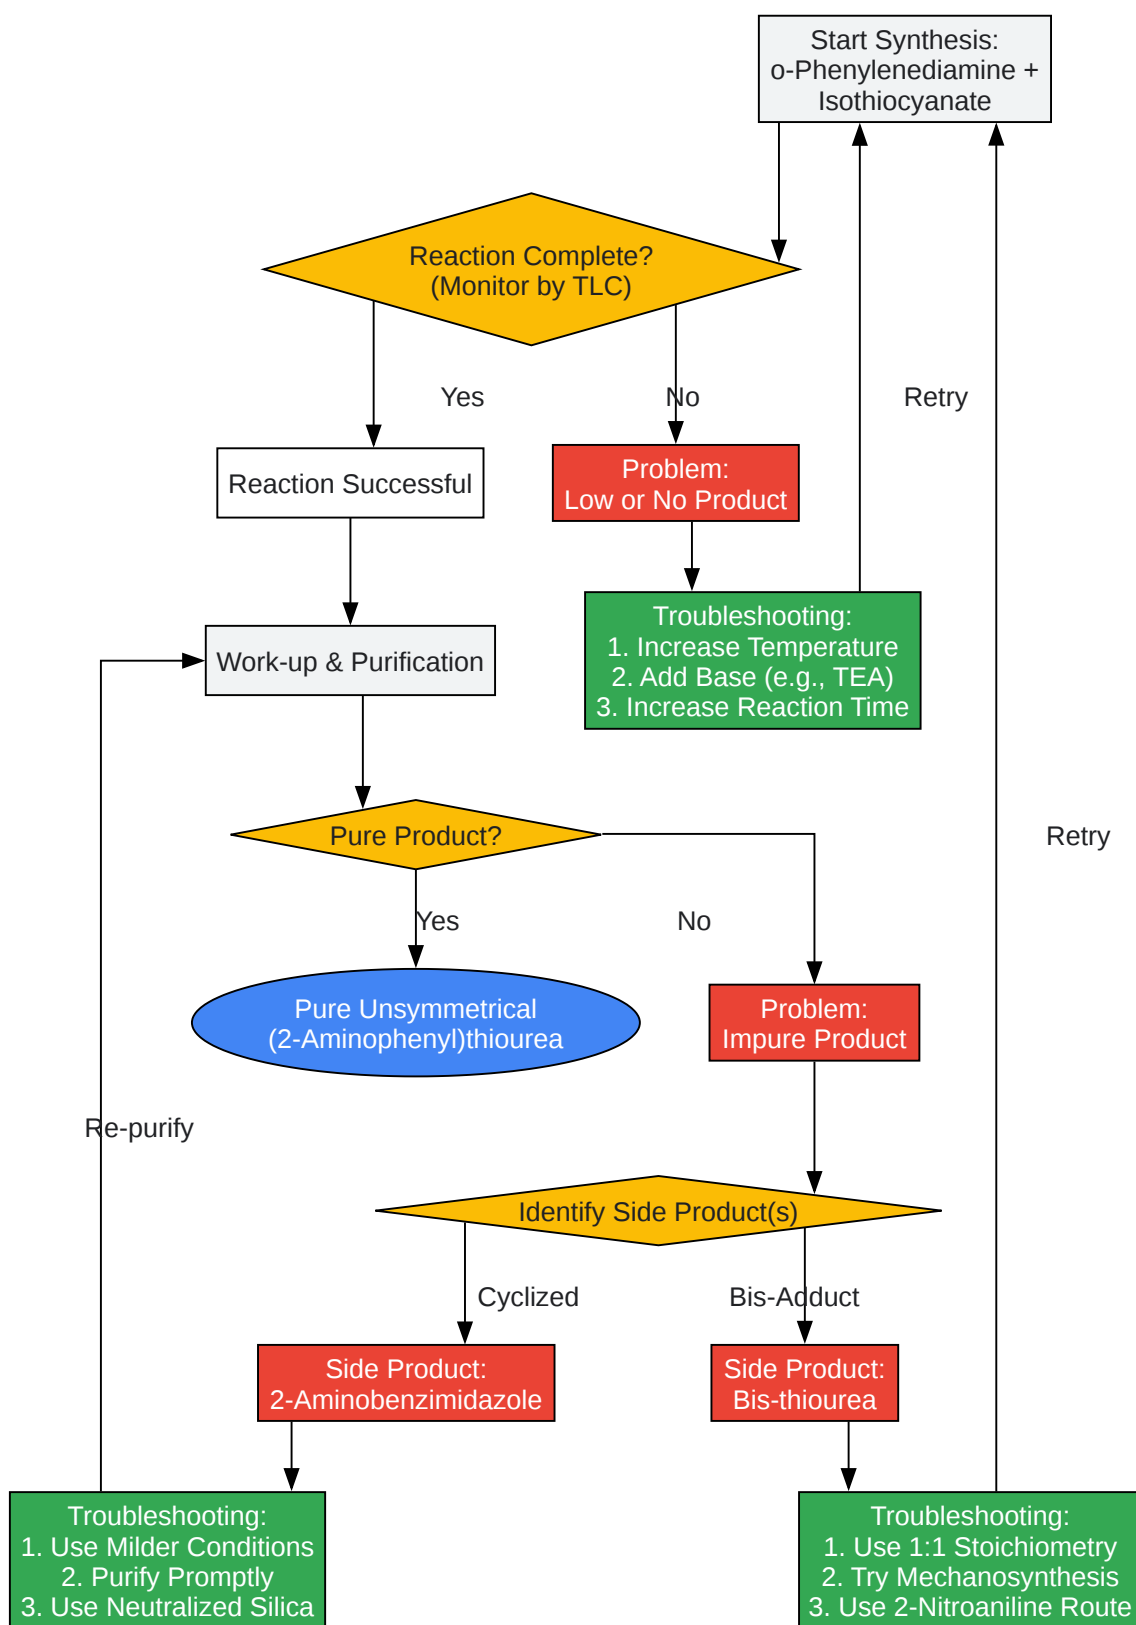 Start Synthesis:
o-Phenylenediamine +
Isothiocyanate
Reaction Complete?
(Monitor by TLC)
Yes
No
Retry
Reaction Successful
Problem:
Low or No Product
Troubleshooting:
1. Increase Temperature
2. Add Base (e.g., TEA)
3. Increase Reaction Time
Work-up & Purification
Pure Product?
Retry
Yes
No
Pure Unsymmetrical
(2-Aminophenyl)thiourea
Problem:
Impure Product
Re-purify
Identify Side Product(s)
Cyclized
Bis-Adduct
Side Product:
2-Aminobenzimidazole
Side Product:
Bis-thiourea
Troubleshooting:
1. Use Milder Conditions
2. Purify Promptly
3. Use Neutralized Silica
Troubleshooting:
1. Use 1:1 Stoichiometry
2. Try Mechanosynthesis
3. Use 2-Nitroaniline Route